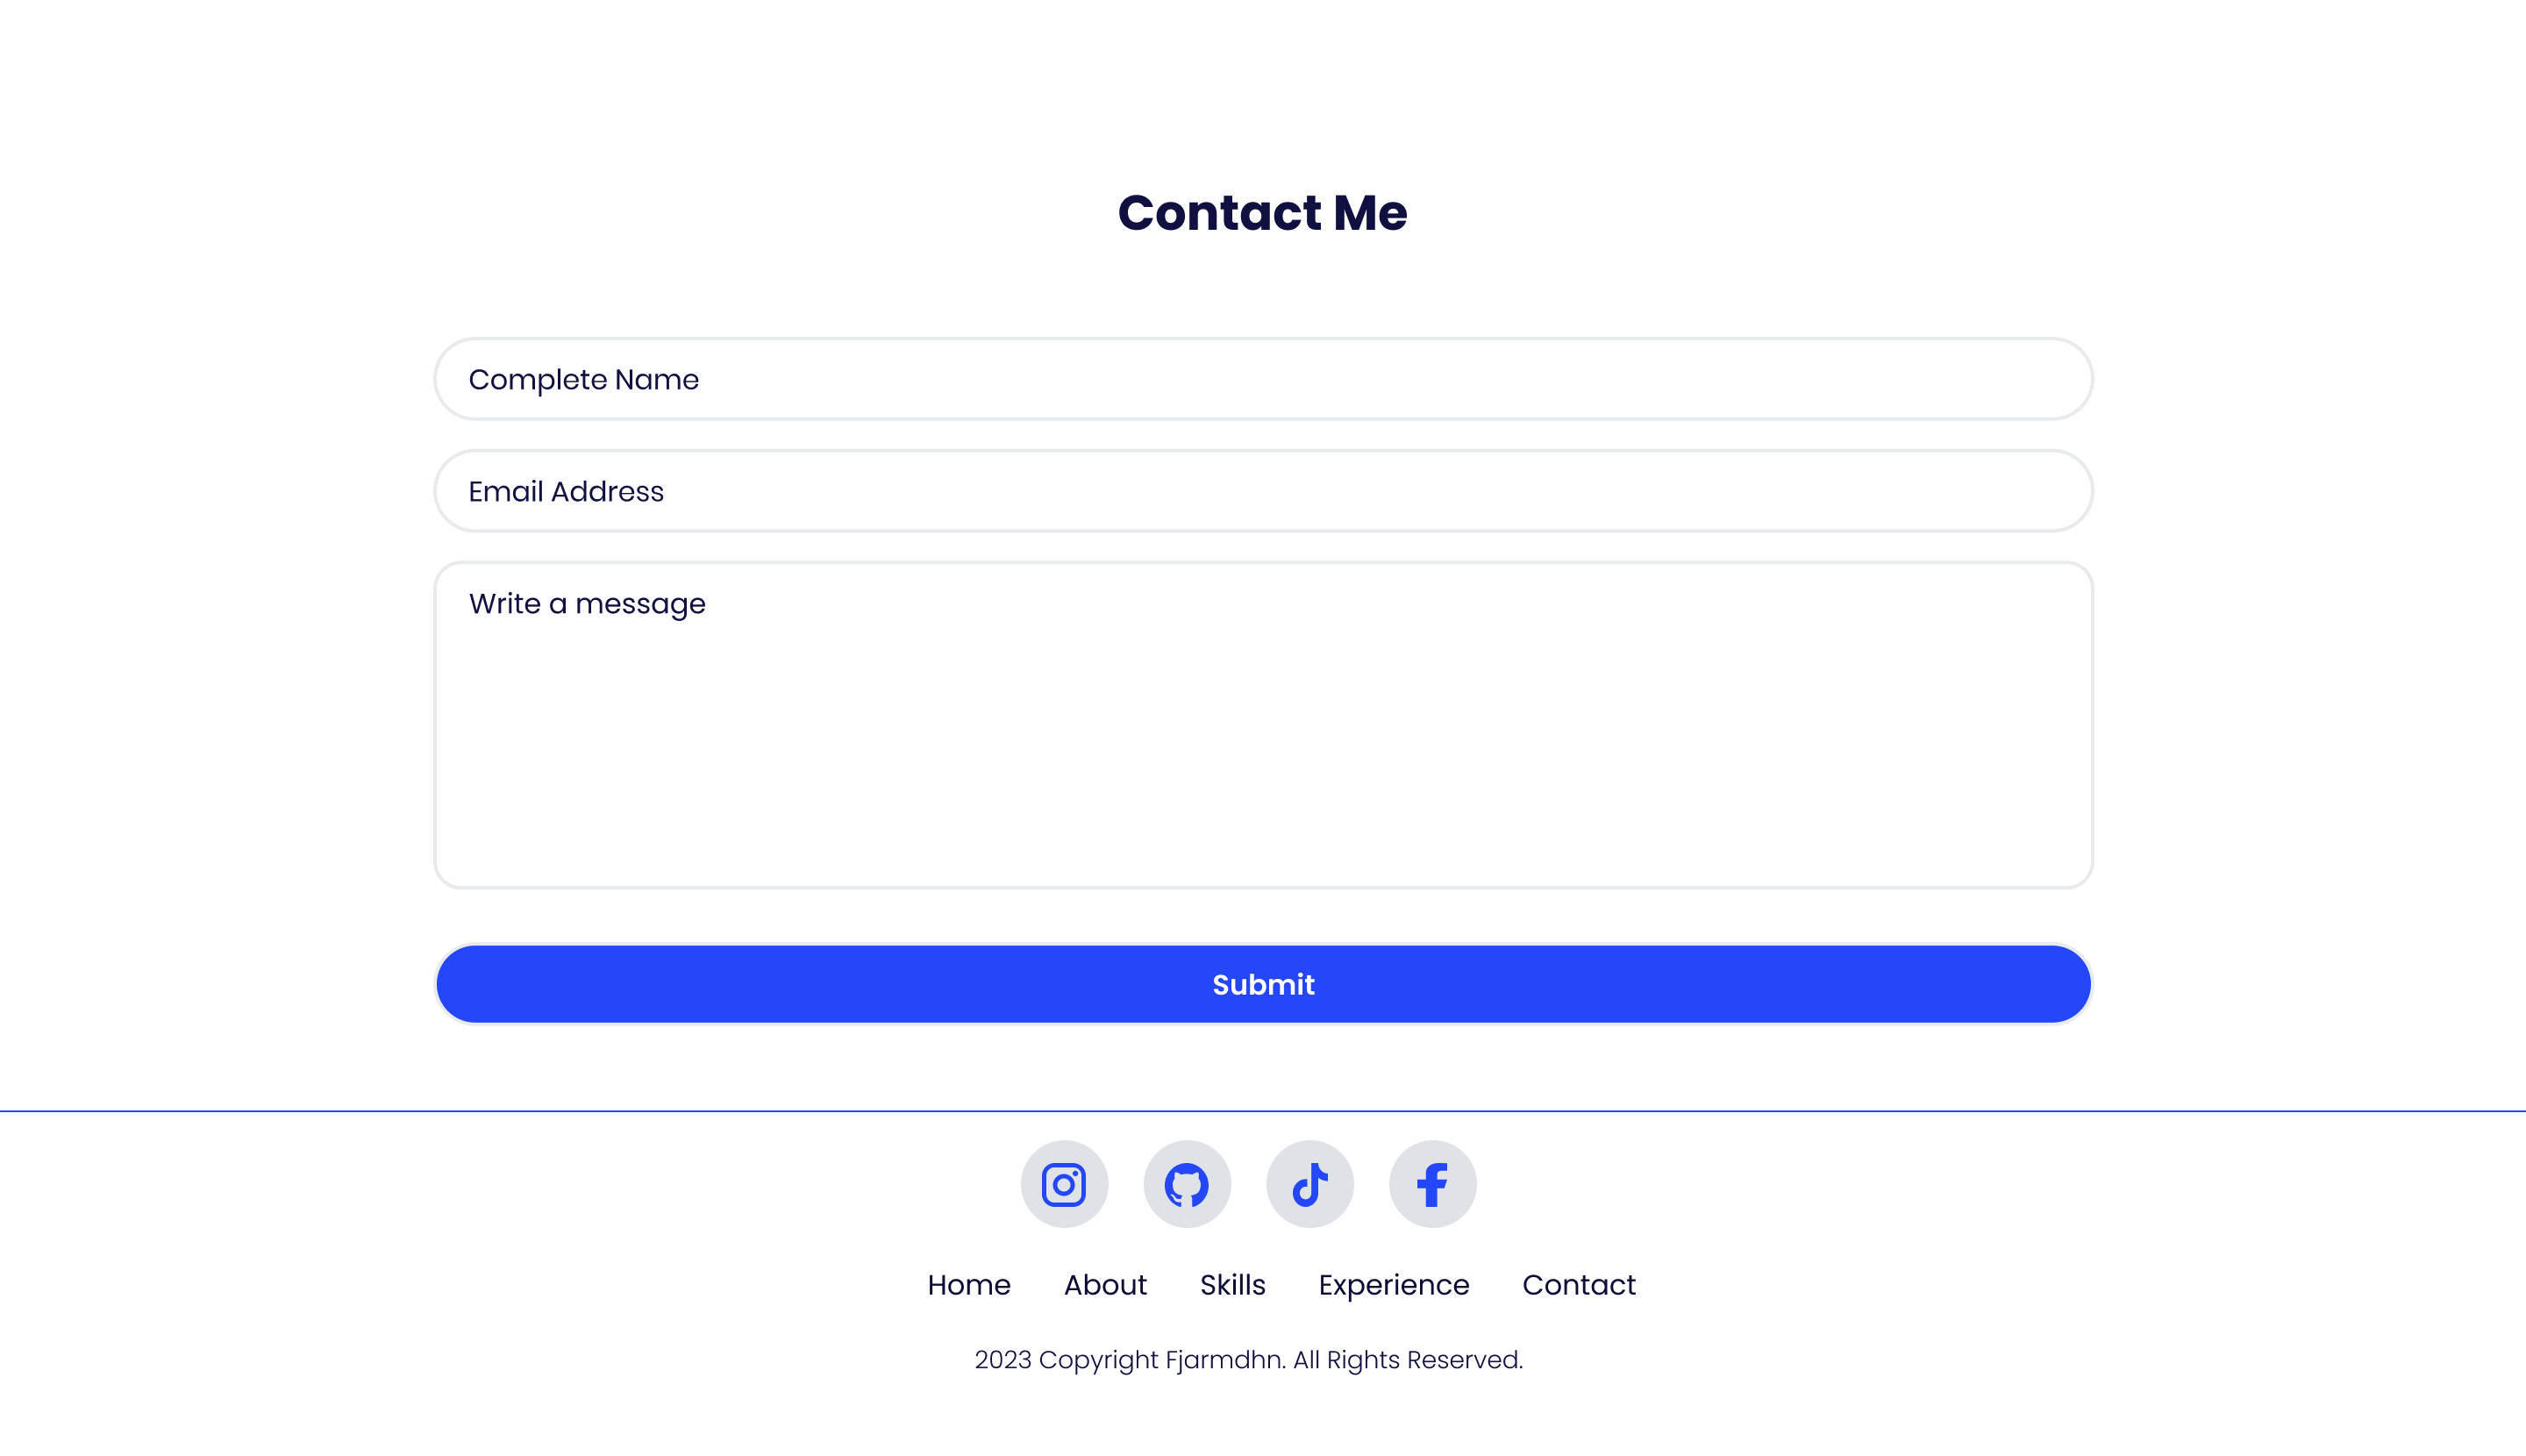 Contact Me
Complete Name
Email Address
Write a message
Submit
Home About Skills Experience Contact
2023 Copyright Fjarmdhn. All Rights Reserved.